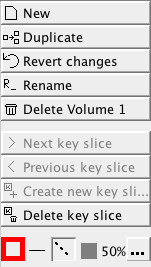 New
Duplicate
Revert changes
Rename
Delete Volume 1
Next key slice
Previous key slice
Create new key sli...
Delete key slice
50% ...